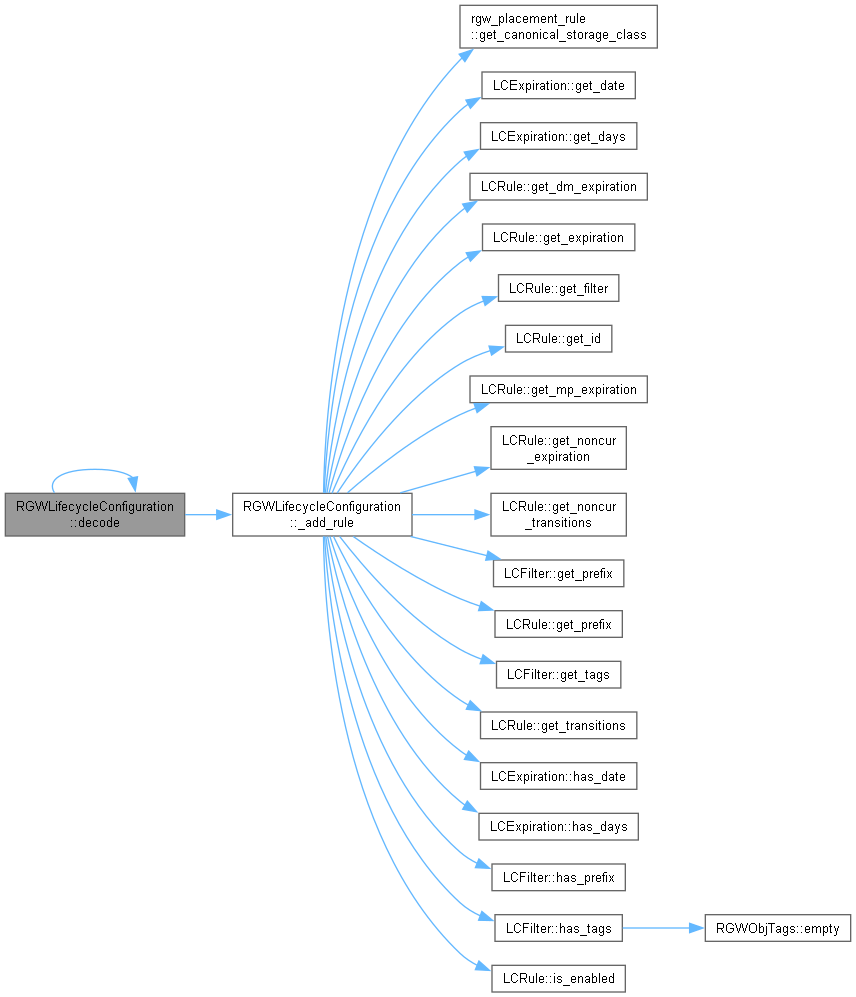 rgw_placement_rule
::get_canonical_storage_class
LCExpiration::get_date
LCExpiration::get_days
LCRule::get_dm_expiration
LCRule::get_expiration
LCRule::get_filter
LCRule::get_id
LCRule::get_mp_expiration
LCRule::get_noncur
_expiration
RGWLifecycleConfiguration
::decode
RGWLifecycleConfiguration
::_add_rule
LCRule::get_noncur
_transitions
LCFilter::get_prefix
LCRule::get_prefix
LCFilter::get_tags
LCRule::get_transitions
LCExpiration::has_date
LCExpiration::has_days
LCFilter::has_prefix
LCFilter::has_tags
RGWObjTags::empty
LCRule::is_enabled